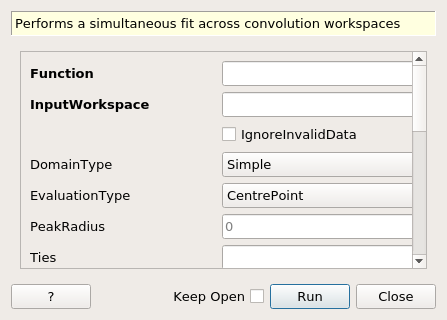 Performs a simultaneous fit across convolution workspaces
Function
InputWorkspace
IgnoreInvalidData
DomainType Simple
EvaluationType CentrePoint
PeakRadius 0
Ties
? Keep Open Run Close